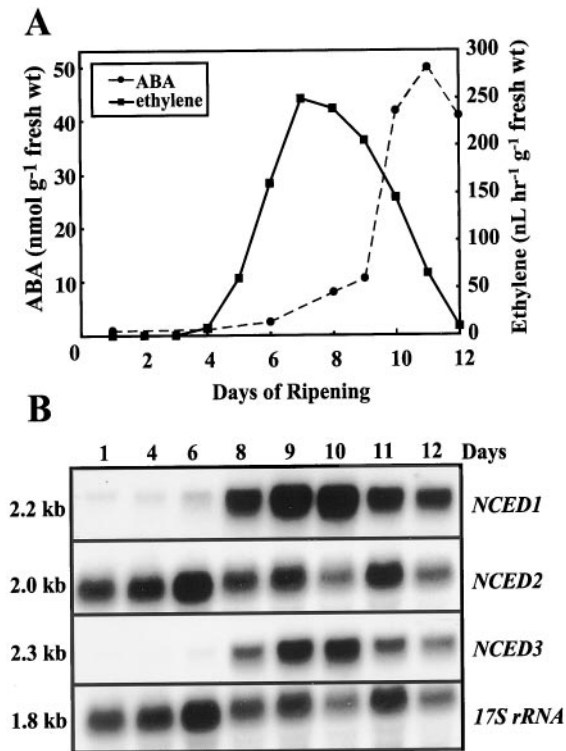 A
ABA
ethylene
ABA (nmol g⁻¹ fresh wt)
50
40
30
20
10
0
Ethylene (nL hr⁻¹ g⁻¹ fresh wt)
300
250
200
150
100
50
0
2 4 6 8 10 12
Days of Ripening
B
1 4 6 8 9 10 11 12 Days
2.2 kb NCED1
2.0 kb NCED2
2.3 kb NCED3
1.8 kb 17S rRNA